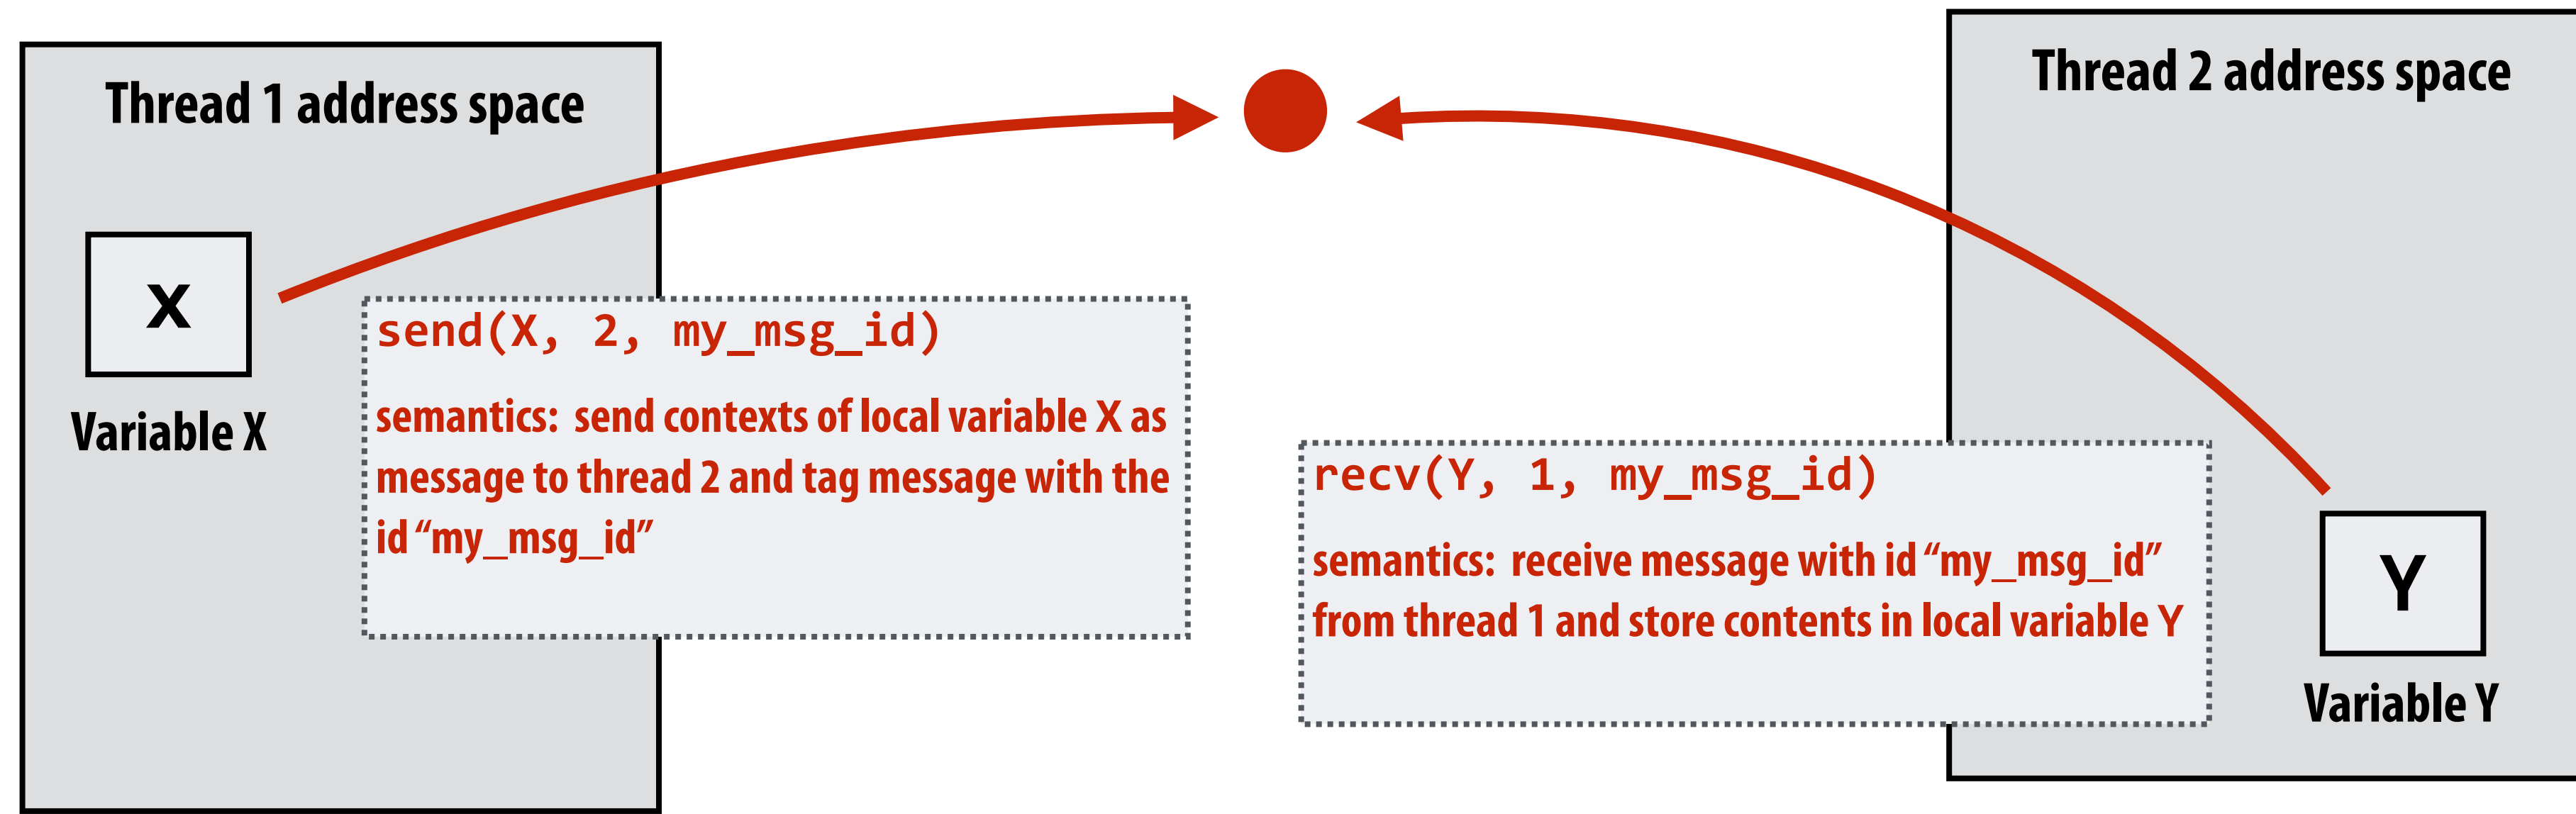 Thread 1 address space
x
Variable X
send(X, 2, my_msg_id)
semantics: send contexts of local variable X as
message to thread 2 and tag message with the
id “my_msg_id”
recv(Y, 1, my_msg_id)
semantics: receive message with id “my_msg_id”
from thread 1 and store contents in local variable Y
Thread 2 address space
Y
Variable Y